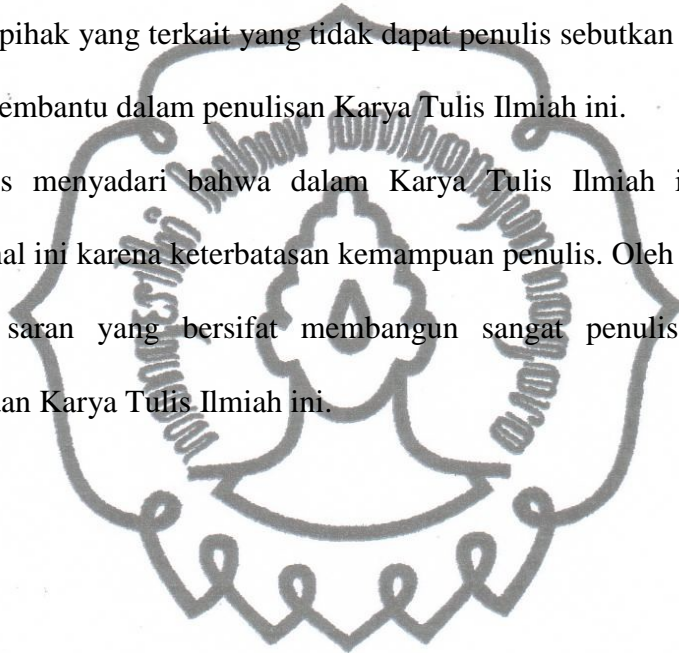 pihak yang terkait yang tidak dapat penulis sebutkan
embantu dalam penulisan Karya Tulis Ilmiah ini.
s menyadari bahwa dalam Karya Tulis Ilmiah i
al ini karena keterbatasan kemampuan penulis. Oleh
saran yang bersifat membangun sangat penulis
an Karya Tulis Ilmiah ini.